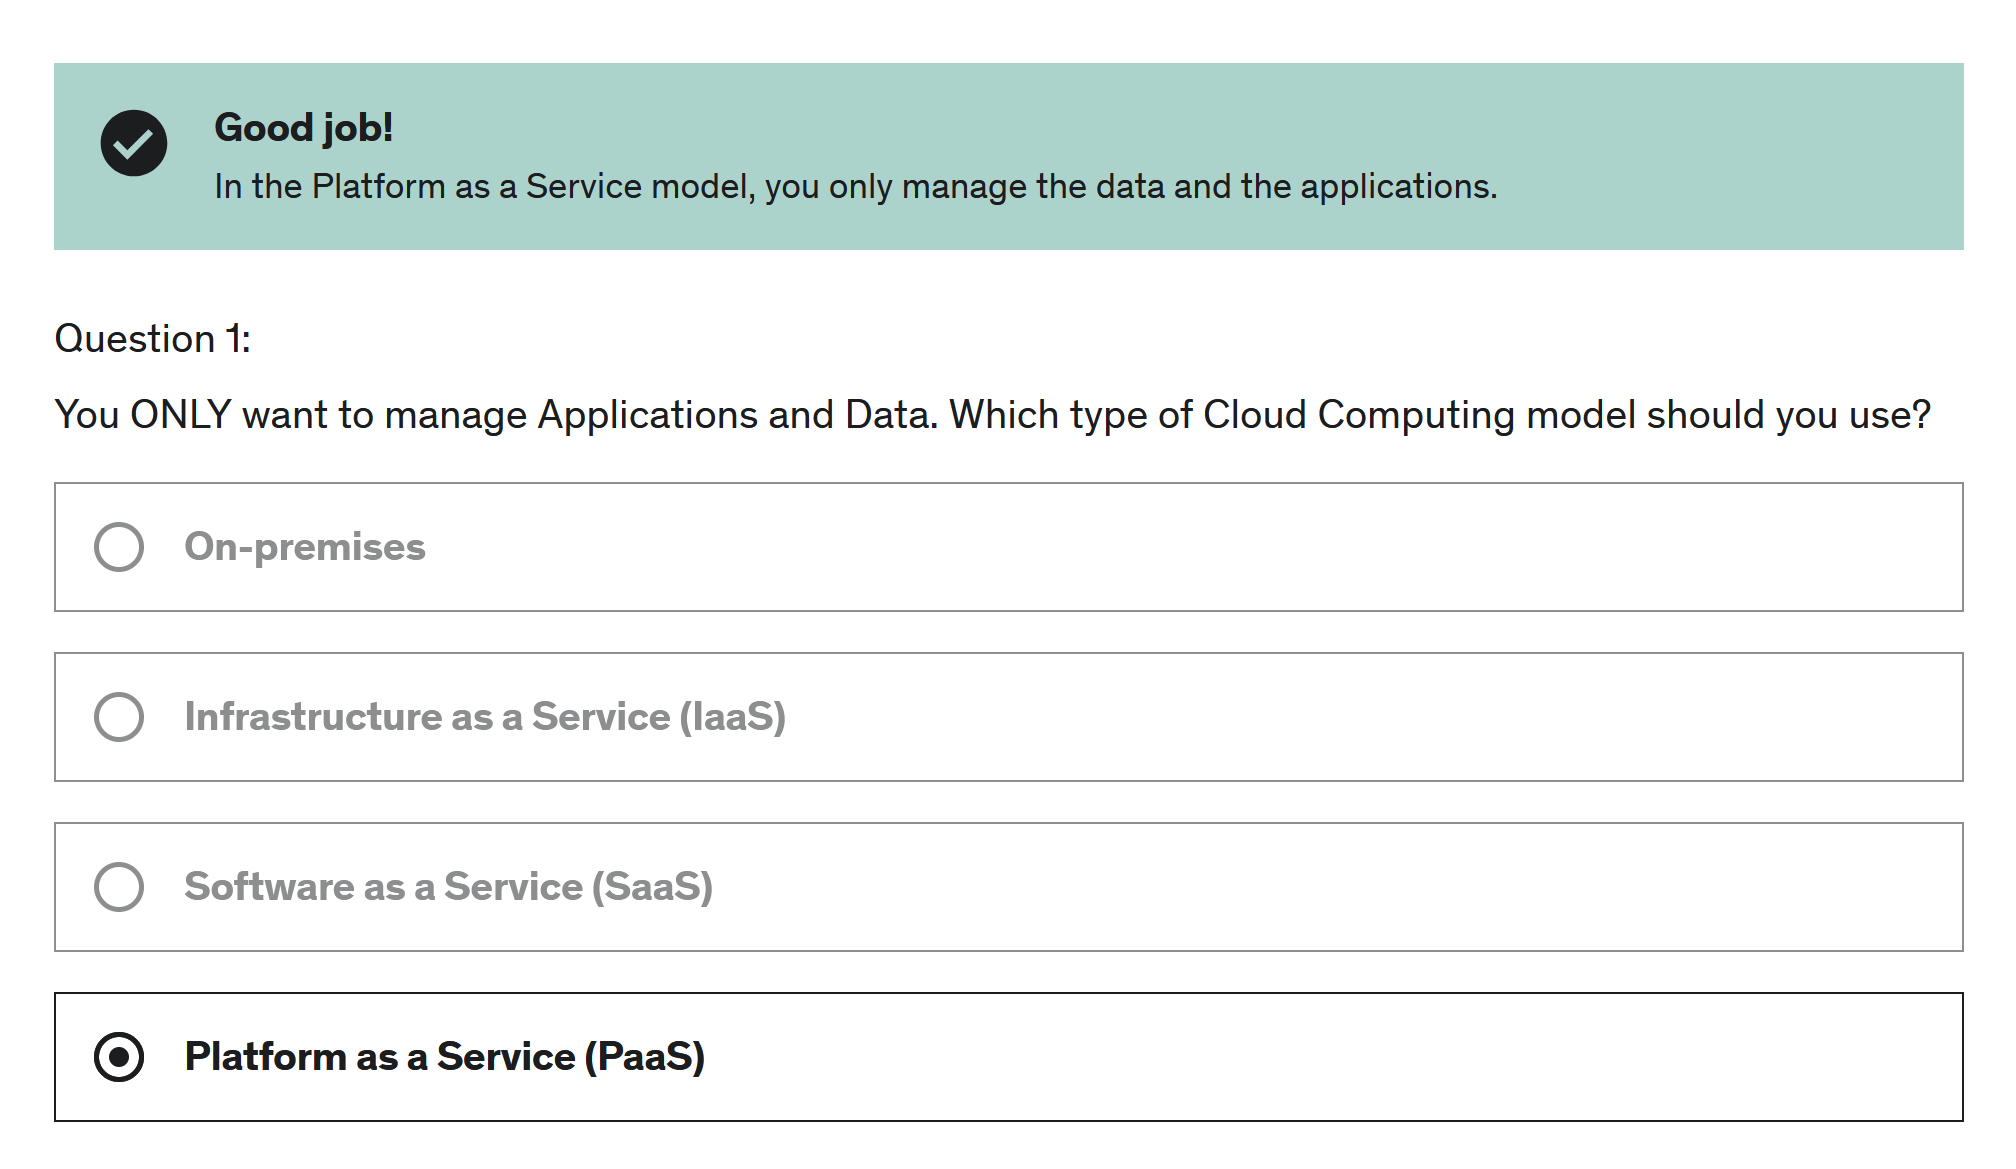 Good job!
In the Platform as a Service model, you only manage the data and the applications.
Question 1:
You ONLY want to manage Applications and Data. Which type of Cloud Computing model should you use?
On-premises
Infrastructure as a Service (IaaS)
Software as a Service (SaaS)
Platform as a Service (PaaS)